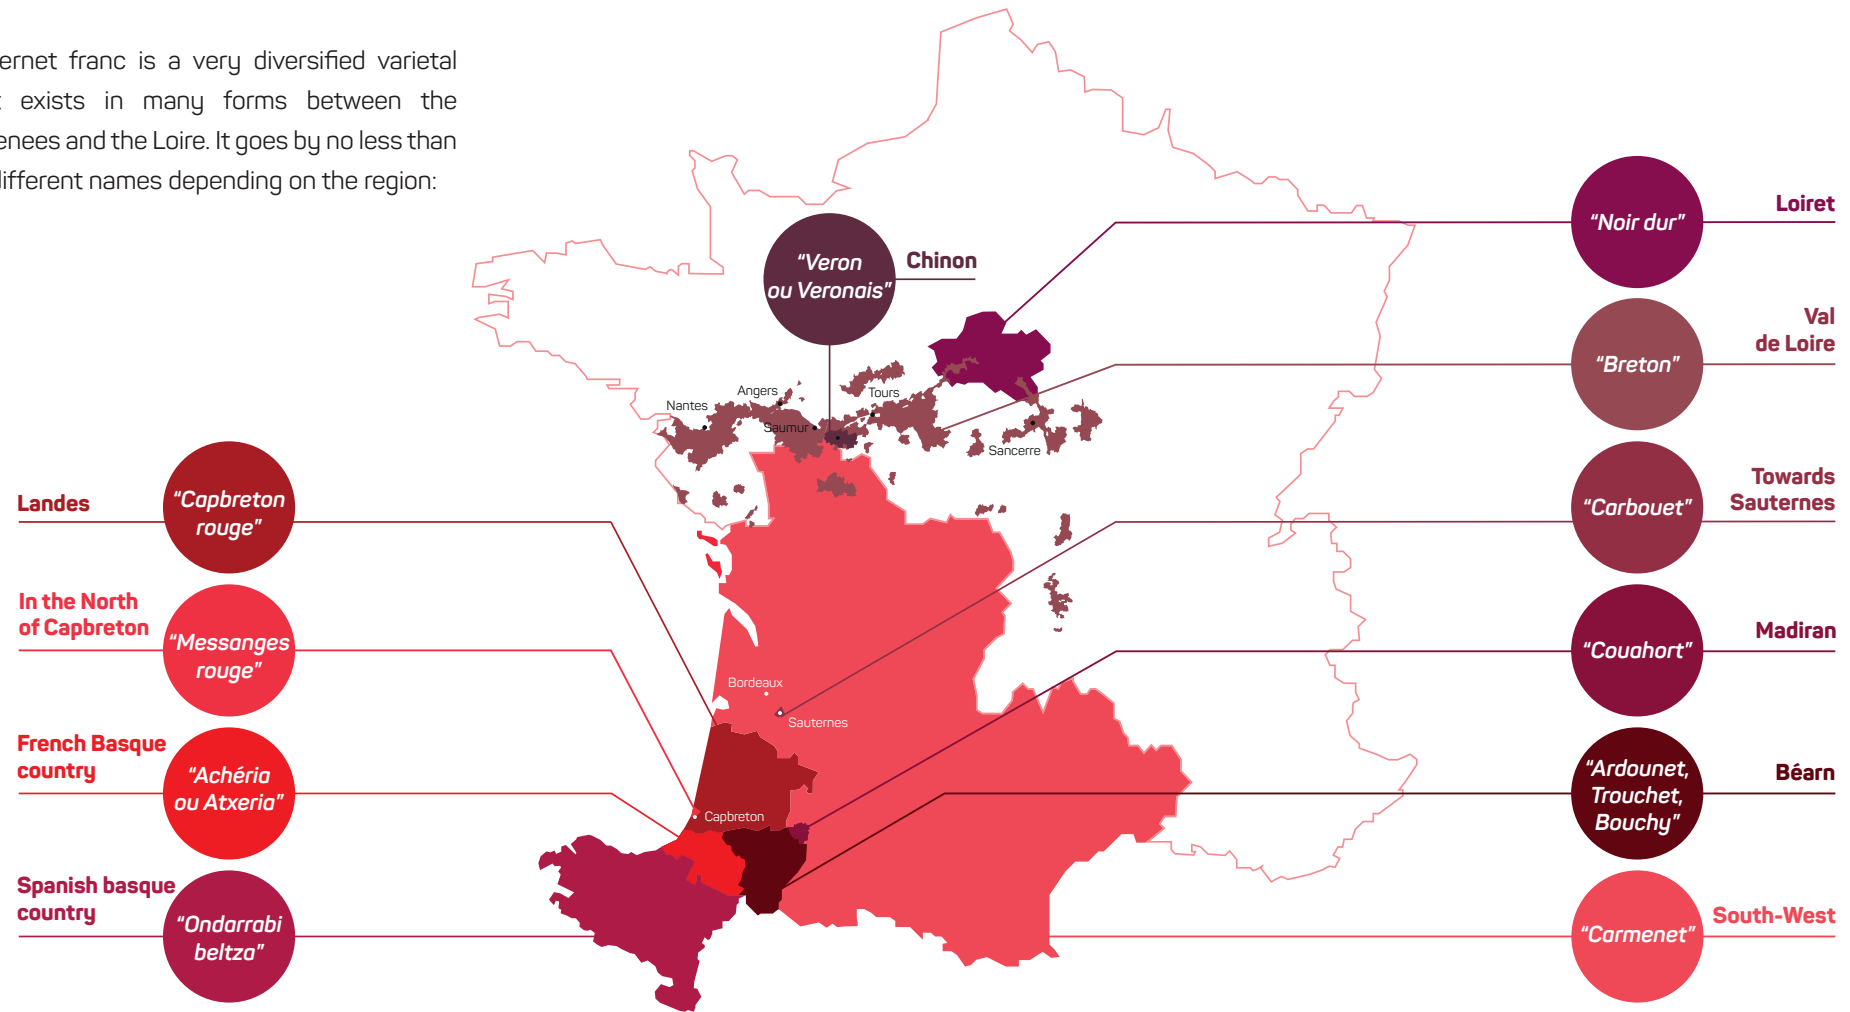 ernet franc is a very diversified varietal
exists in many forms between the
enees and the Loire. It goes by no less than
different names depending on the region:
Loiret
“Noir dur”
“Veron
ou Veronais”
Chinon
Val
de Loire
“Breton”
Angers
Tours
Nantes
Saumur
Sancerre
Landes
“Capbreton
rouge”
Towards
Sauternes
“Carbouet”
In the North
of Capbreton
“Messanges
rouge”
Madiran
“Couahort”
Bordeaux
Sauternes
French Basque
country
“Achéria
ou Atxeria”
Béarn
“Ardounet,
Trouchet,
Bouchy”
Capbreton
Spanish basque
country
“Ondarrabi
beltza”
South-West
“Carmenet”